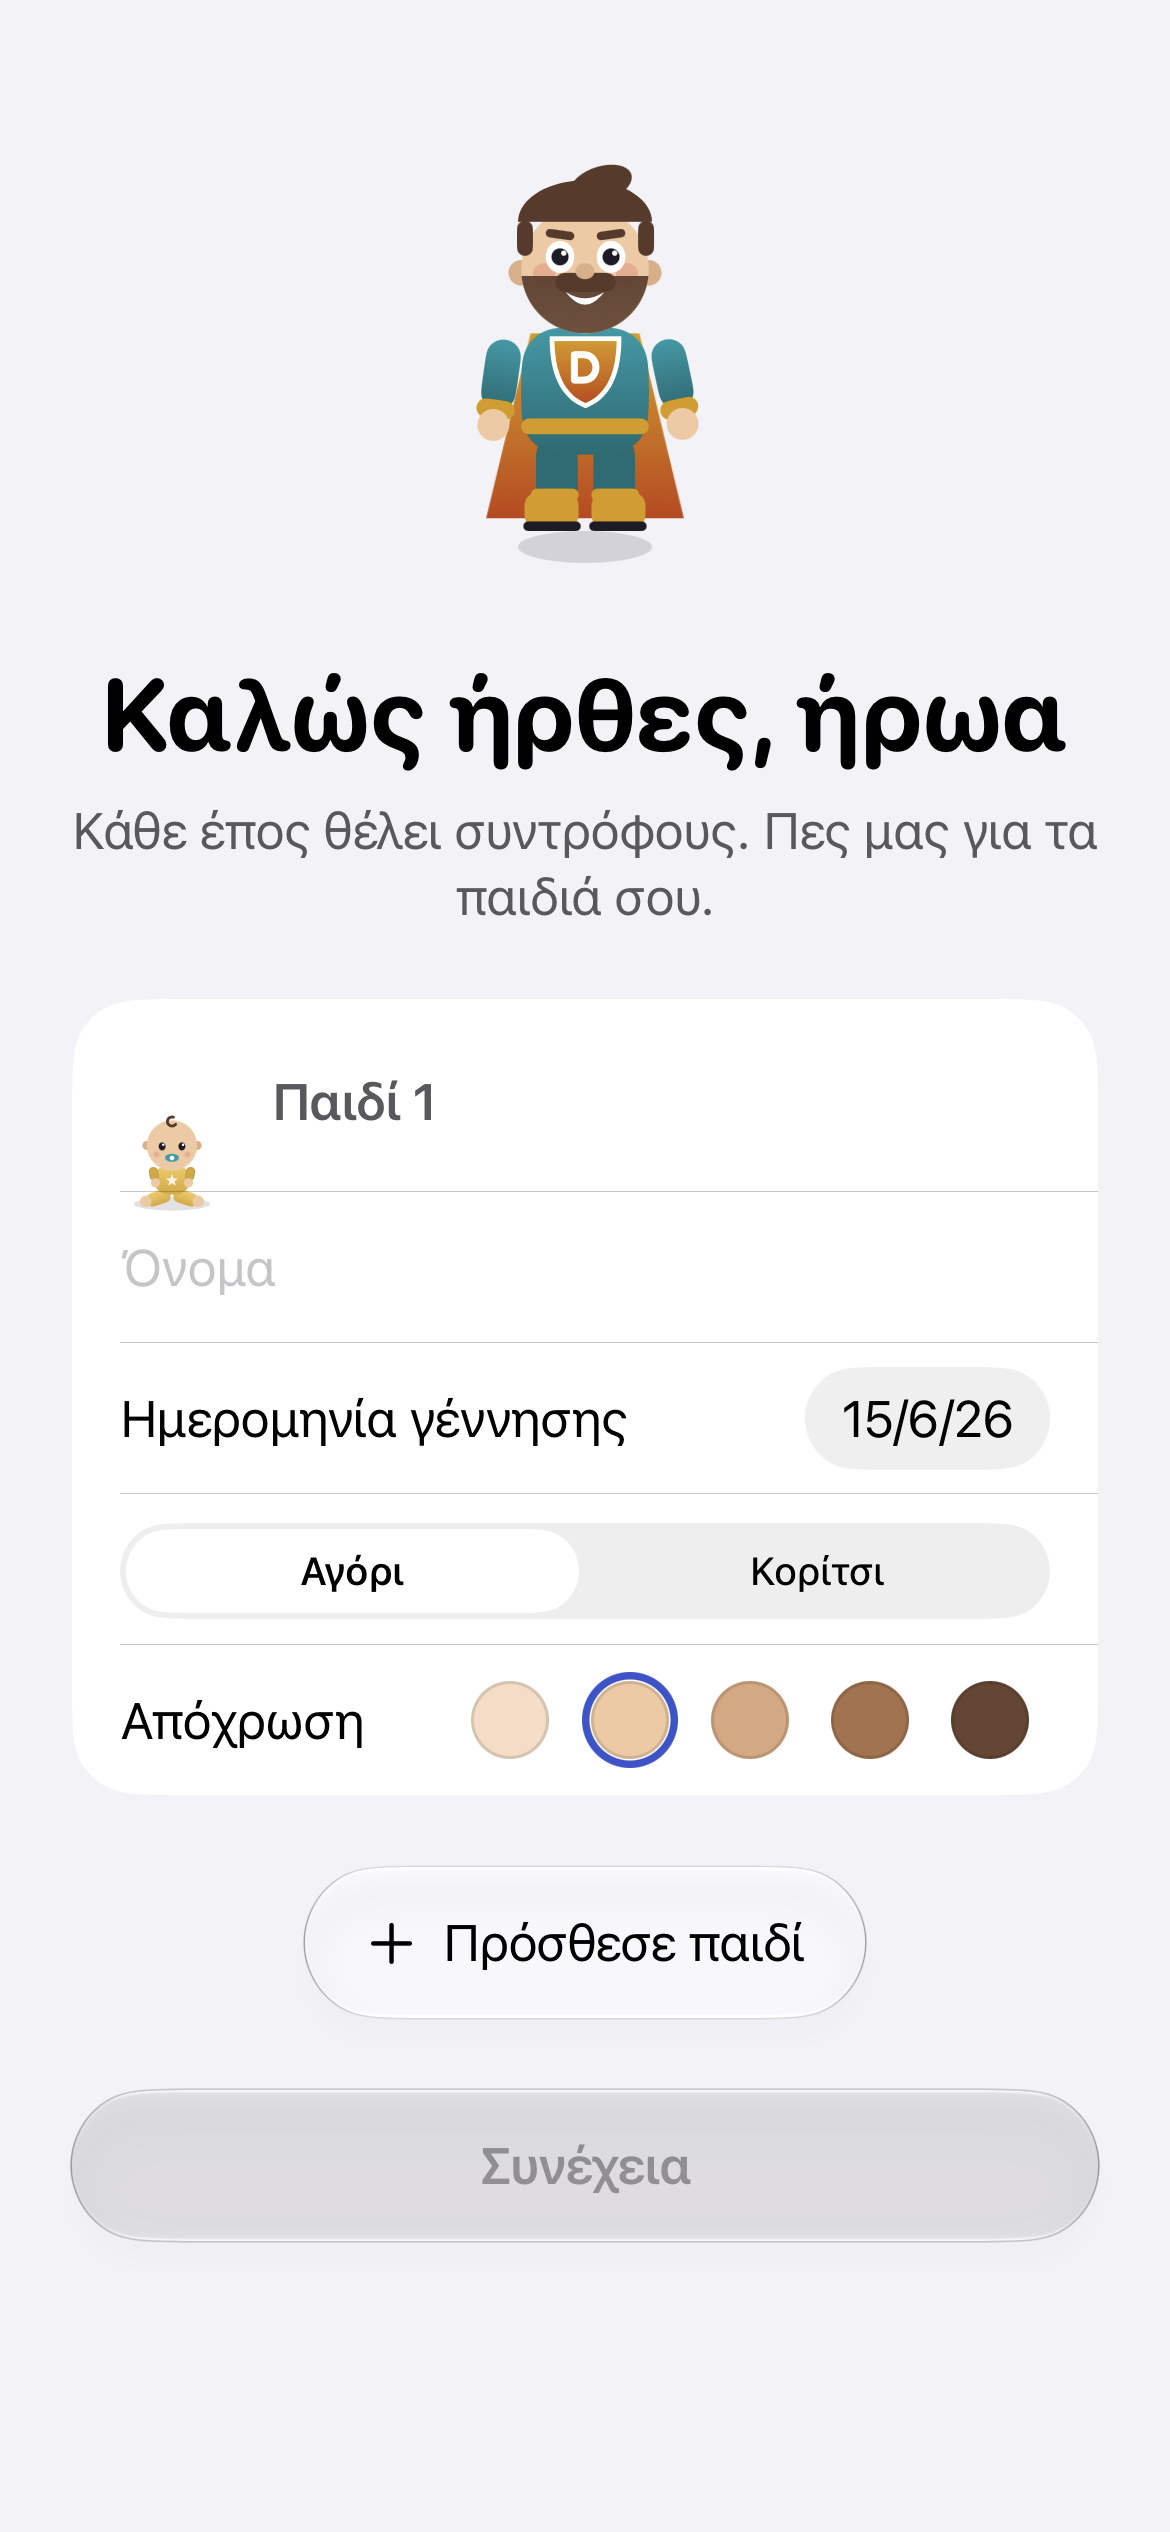 D
Καλώς ήρθες, ήρωα
Κάθε έπος θέλει συντρόφους. Πες μας για τα
παιδιά σου.
Παιδί 1
Όνομα
Ημερομηνία γέννησης 15/6/26
Αγόρι Κορίτσι
Απόχρωση
+ Πρόσθεσε παιδί
Συνέχεια